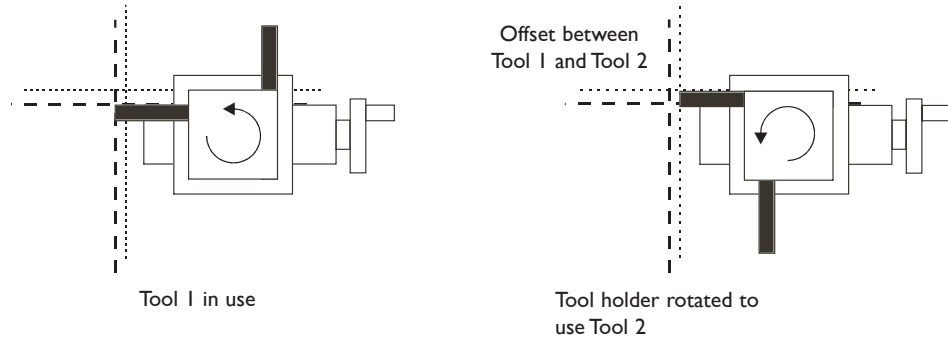 Offset between
Tool 1 and Tool 2
Tool 1 in use
Tool holder rotated to
use Tool 2